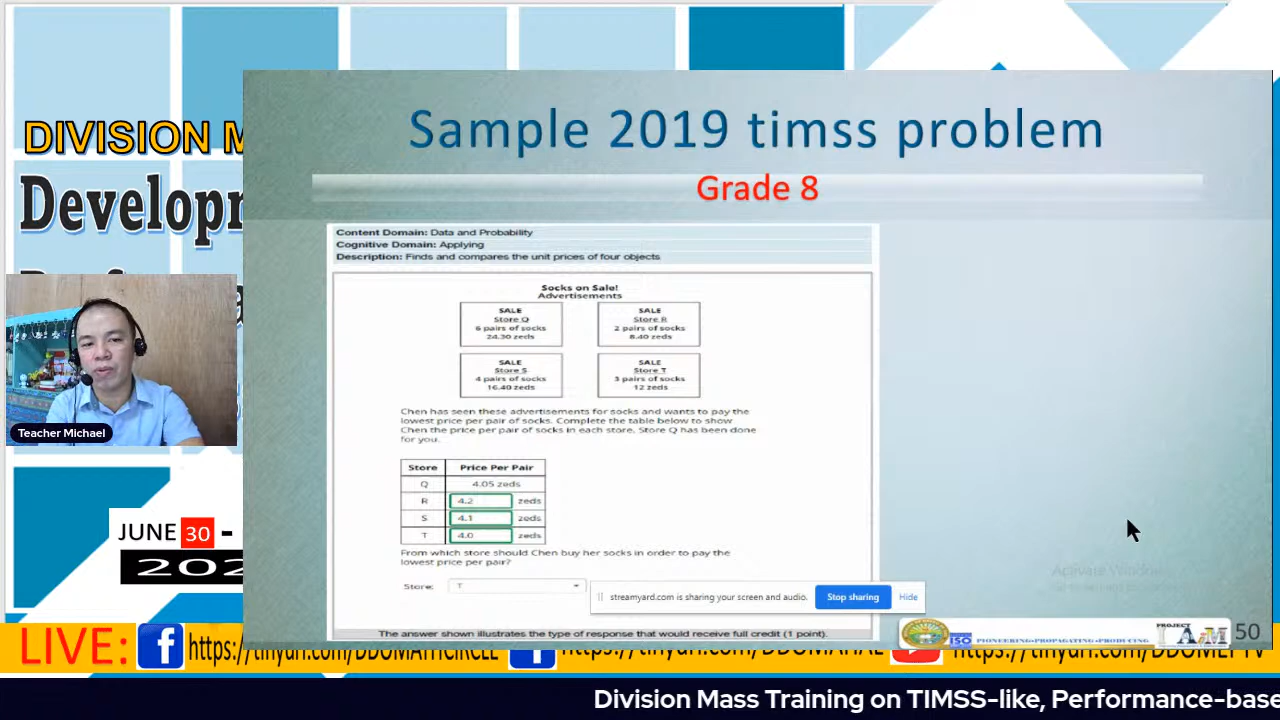 DIVISION M
Developm
JUNE 30 -
Teacher Michael
Sample 2019 timss problem
Grade 8
Content Domain: Data and Probability
Cognitive Domain: Applying
Description: Finds and compares the unit prices of four objects
Socks on Sale!
Advertisements
SALE
Store Q
6 pairs of socks
24.30 zeds
SALE
Store R
2 pairs of socks
8.40 zeds
SALE
Store S
4 pairs of socks
16.40 zeds
SALE
Store T
3 pairs of socks
12 zeds
Chen has seen these advertisements for socks and wants to pay the
lowest price per pair of socks. Complete the table below to show
Chen the price per pair of socks in each store. Store Q has been done
for you.
Store Price Per Pair
Q 4.05 zeds
R 4.2 zeds
S 4.1 zeds
T 4.0 zeds
From which store should Chen buy her socks in order to pay the
lowest price per pair?
Store: T
The answer shown illustrates the type of response that would receive full credit (1 point).
streamyard.com is sharing your screen and audio. Stop sharing Hide
Activate Windows
ISO PIONEERING•PROPAGATING•PRODUCING PROJECT 50
LIVE:
Division Mass Training on TIMSS-like, Performance-base